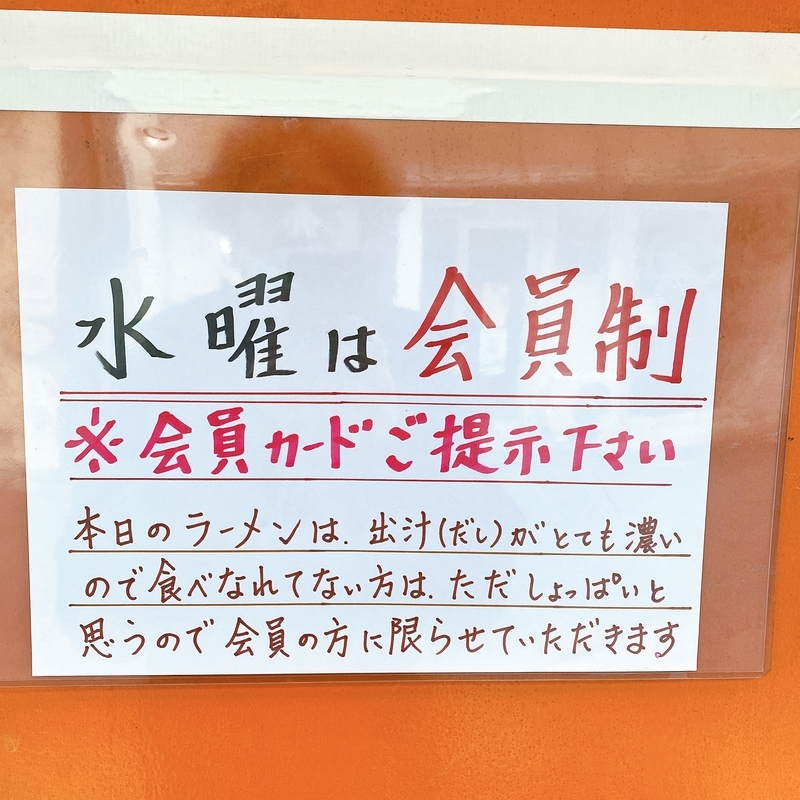 水曜は会員制
※会員カードご提示下さい
本日のラーメンは、出汁(だし)がとても濃い
ので食べなれてない方は、ただしょっぱいと
思うので会員の方に限らせていただきます